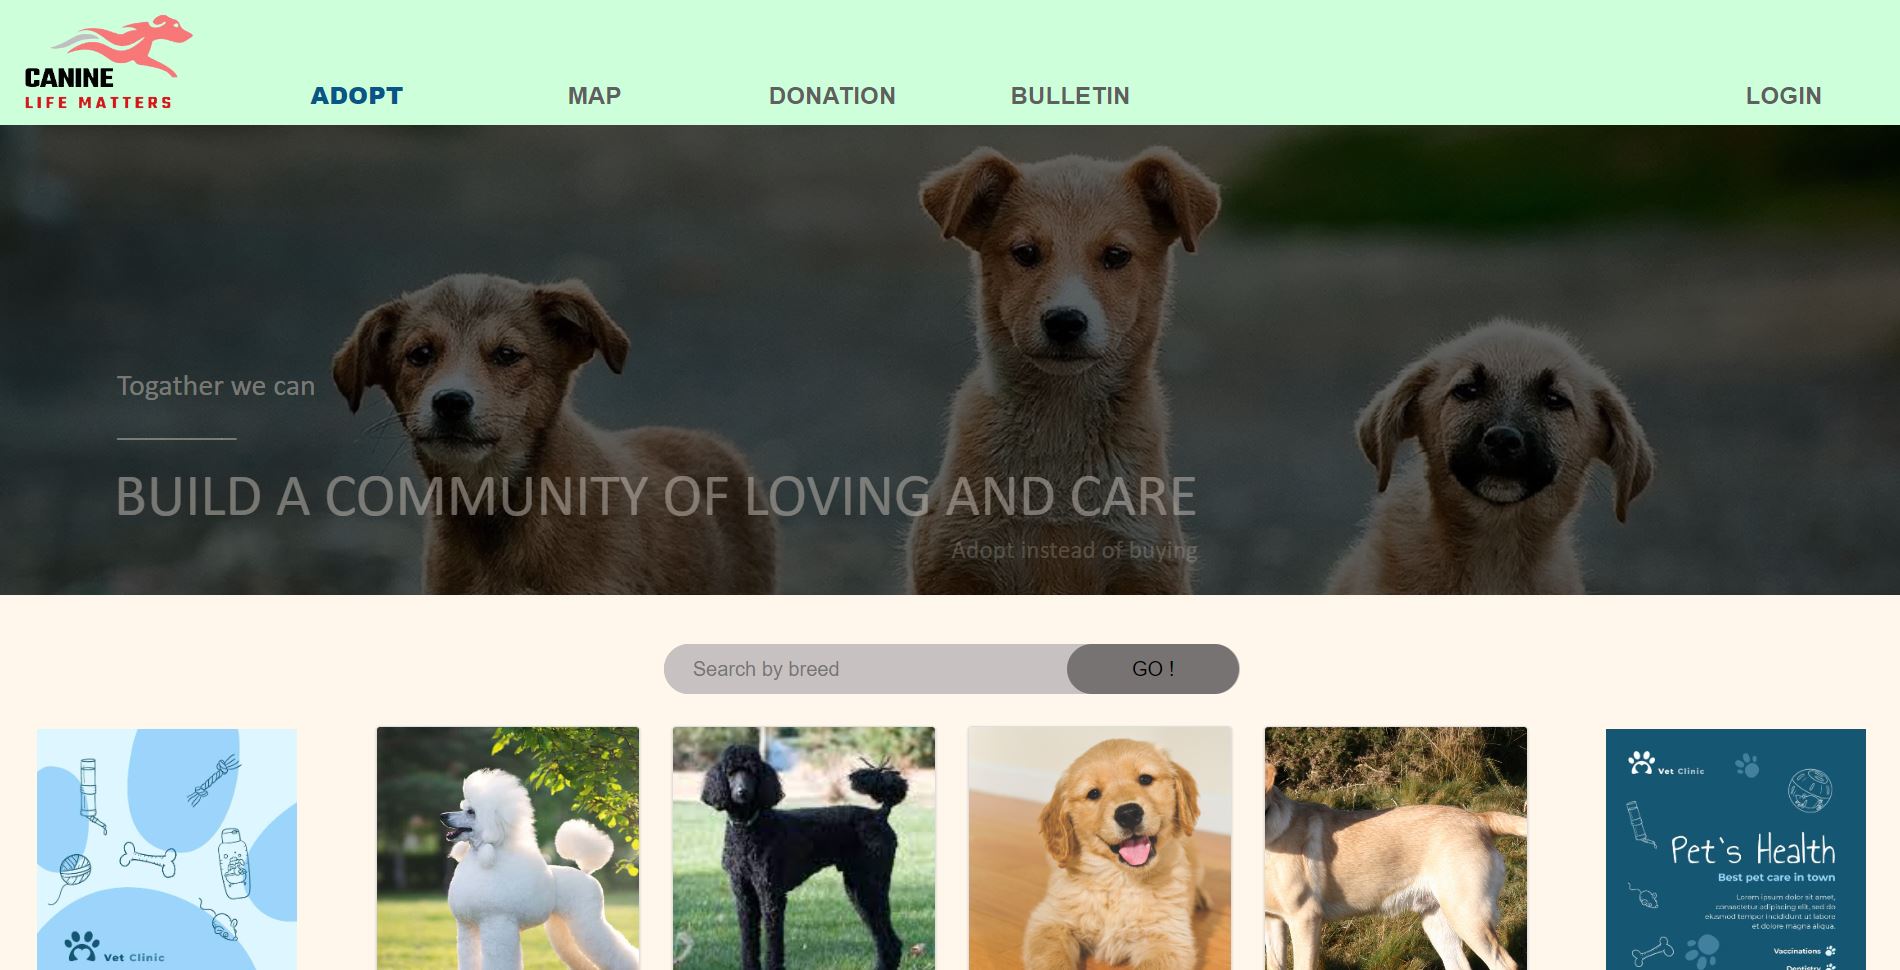 CANINE
LIFE MATTERS
ADOPT
MAP
DONATION
BULLETIN
LOGIN
Togather we can
BUILD A COMMUNITY OF LOVING AND CARE
Adopt instead of buying
Search by breed
GO !
Vet Clinic
Vet Clinic
Pet's Health
Best pet care in town
Lorem ipsum dolor sit amet,
consectetur adipiscing elit, sed do
eiusmod tempor incididunt ut labore
et dolore magna aliqua.
Vaccinations
Dentistry